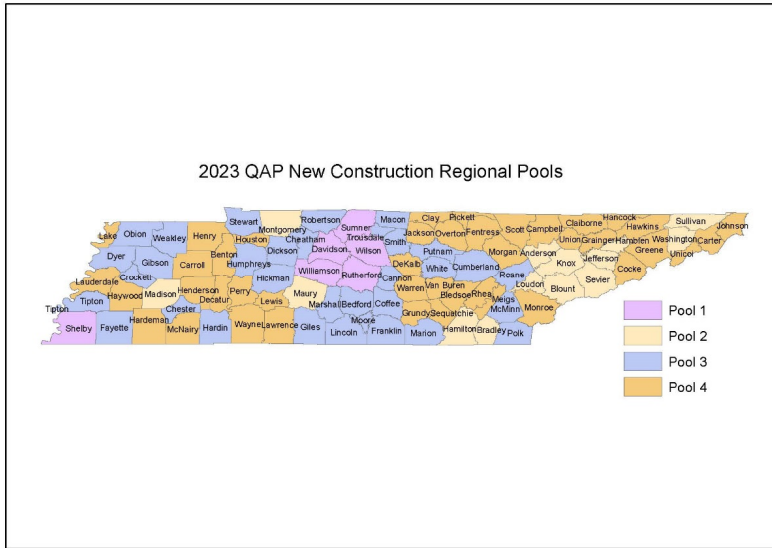 2023 QAP New Construction Regional Pools
Lake
Obion
Weakley
Henry
Stewart
Montgomery
Robertson
Sumner
Macon
Clay
Pickett
Scott
Campbell
Claiborne
Hancock
Hawkins
Sullivan
Johnson
Houston
Cheatham
Trousdale
Smith
Jackson
Overton
Fentress
Union
Grainger
Hamblen
Greene
Washington
Carter
Unicoi
Dyer
Gibson
Carroll
Benton
Humphreys
Dickson
Davidson
Wilson
Putnam
Morgan
Anderson
Knox
Jefferson
Cocke
Lauderdale
Crockett
Hickman
Williamson
Rutherford
Cannon
DeKalb
White
Cumberland
Roane
Loudon
Blount
Sevier
Tipton
Tipton
Haywood
Madison
Henderson
Decatur
Perry
Lewis
Maury
Marshall
Bedford
Coffee
Warren
Van Buren
Bledsoe
Rhea
Meigs
McMinn
Monroe
Shelby
Fayette
Hardeman
Chester
McNairy
Hardin
Wayne
Lawrence
Giles
Moore
Lincoln
Franklin
Grundy
Sequatchie
Marion
Hamilton
Bradley
Polk
Pool 1
Pool 2
Pool 3
Pool 4